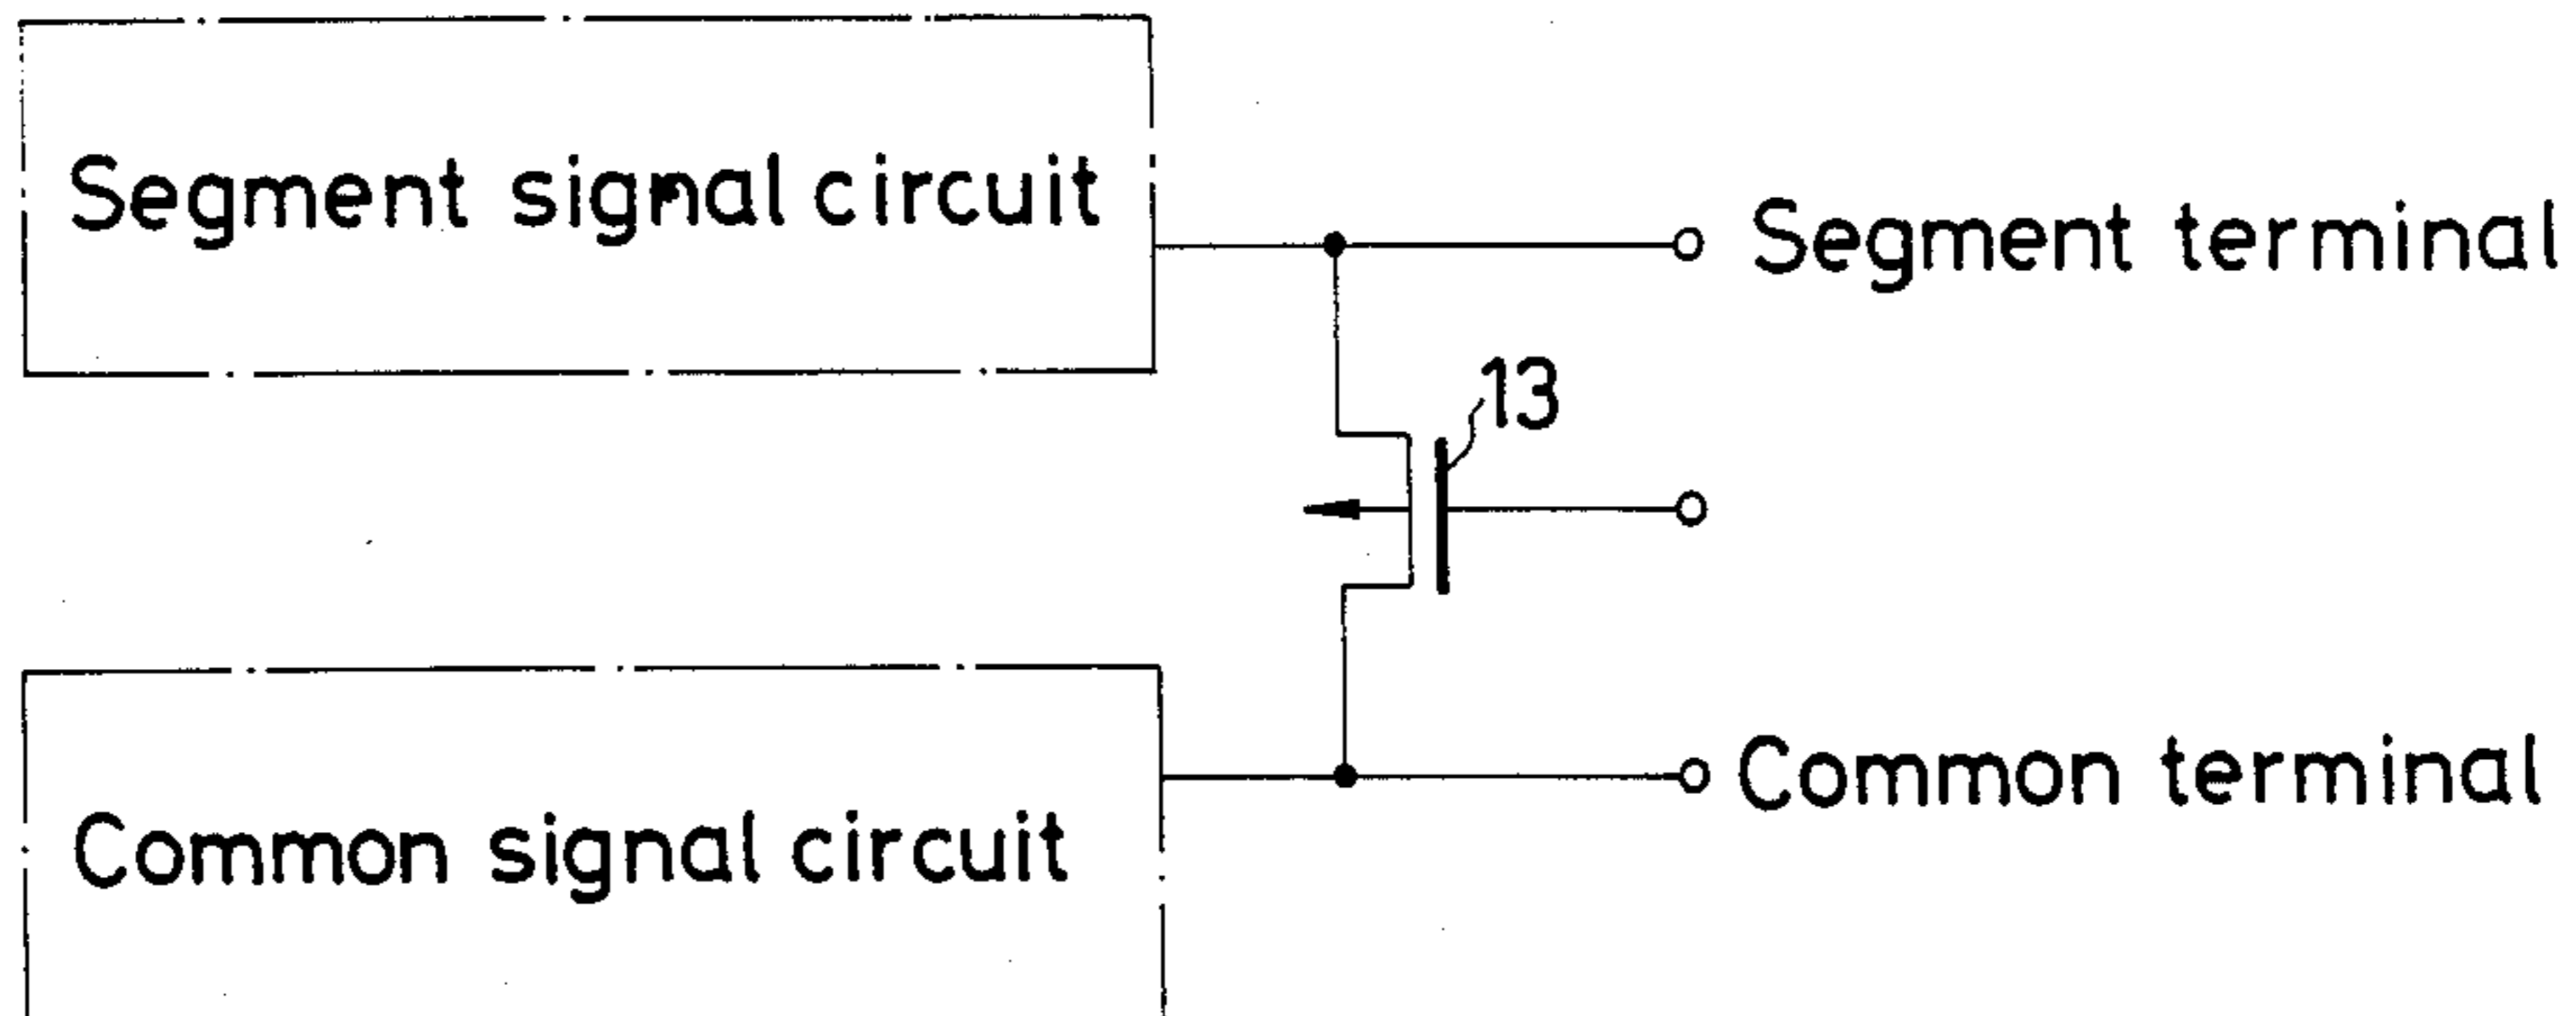 Segment signal circuit
Segment terminal
13
Common terminal
Common signal circuit